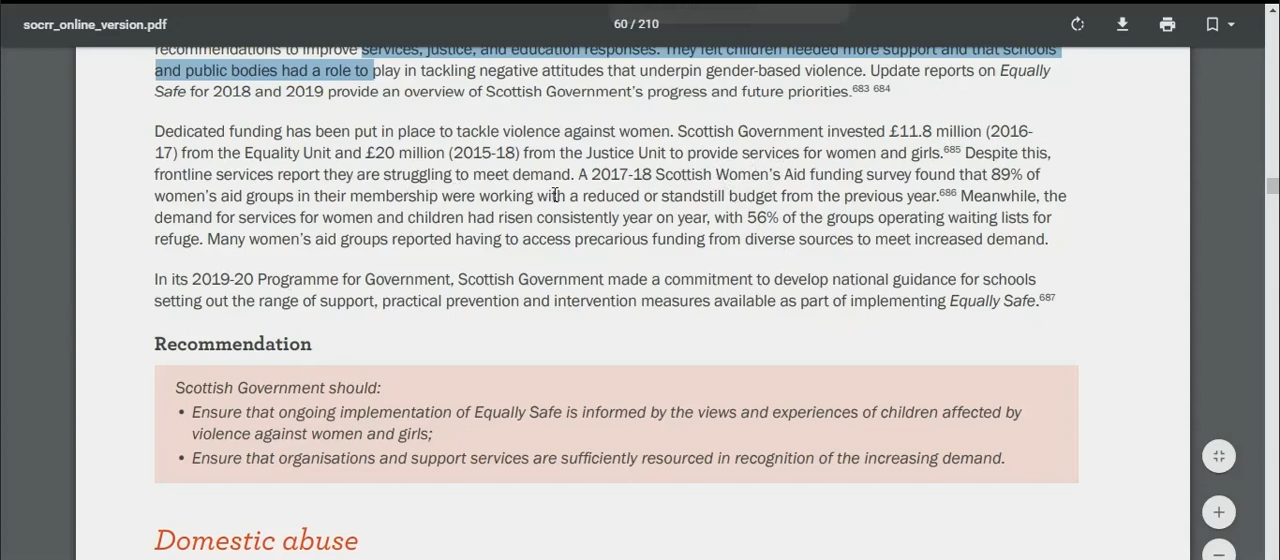 socrr_online_version.pdf
60 / 210
recommendations to improve services, justice, and education responses. They felt children needed more support and that schools
and public bodies had a role to play in tackling negative attitudes that underpin gender-based violence. Update reports on Equally
Safe for 2018 and 2019 provide an overview of Scottish Government's progress and future priorities.683 684
Dedicated funding has been put in place to tackle violence against women. Scottish Government invested £11.8 million (2016-
17) from the Equality Unit and £20 million (2015-18) from the Justice Unit to provide services for women and girls.685 Despite this,
frontline services report they are struggling to meet demand. A 2017-18 Scottish Women's Aid funding survey found that 89% of
women's aid groups in their membership were working with a reduced or standstill budget from the previous year.686 Meanwhile, the
demand for services for women and children had risen consistently year on year, with 56% of the groups operating waiting lists for
refuge. Many women's aid groups reported having to access precarious funding from diverse sources to meet increased demand.
In its 2019-20 Programme for Government, Scottish Government made a commitment to develop national guidance for schools
setting out the range of support, practical prevention and intervention measures available as part of implementing Equally Safe.687
Recommendation
Scottish Government should:
• Ensure that ongoing implementation of Equally Safe is informed by the views and experiences of children affected by
violence against women and girls;
• Ensure that organisations and support services are sufficiently resourced in recognition of the increasing demand.
Domestic abuse